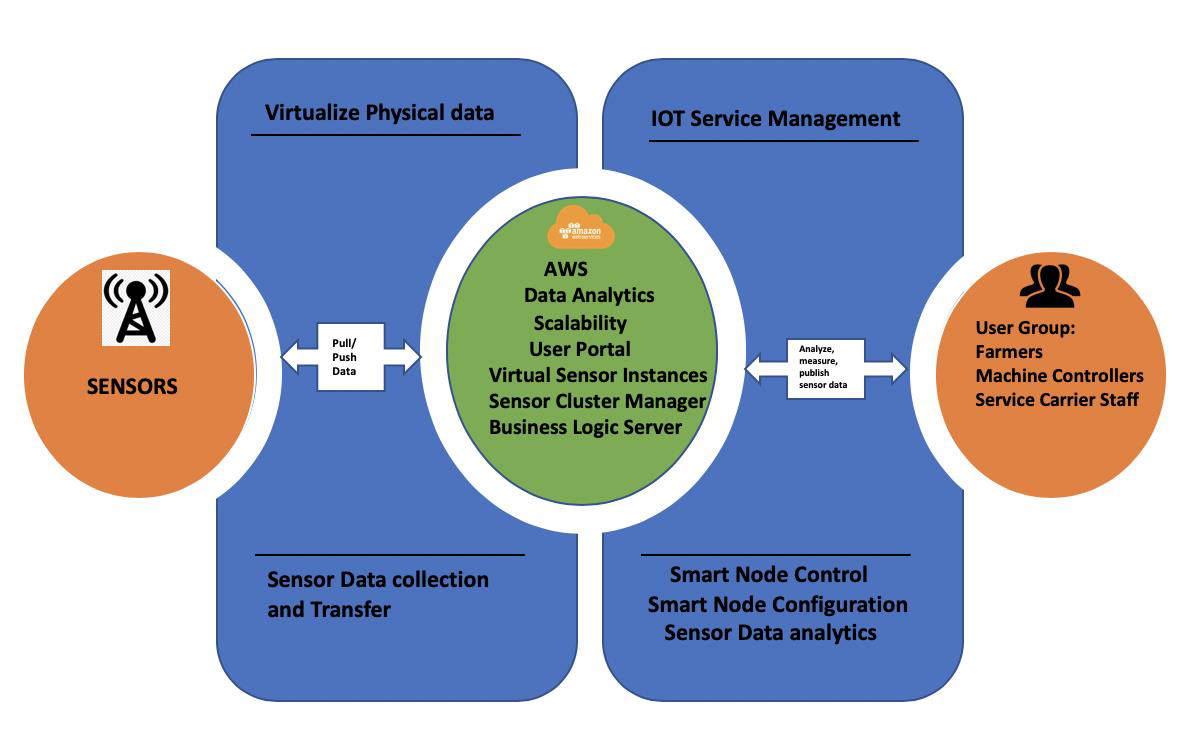 Virtualize Physical data
IOT Service Management
SENSORS
Pull/
Push
Data
amazon
web services
AWS
Data Analytics
Scalability
User Portal
Virtual Sensor Instances
Sensor Cluster Manager
Business Logic Server
Analyze,
measure,
publish
sensor data
User Group:
Farmers
Machine Controllers
Service Carrier Staff
Sensor Data collection
and Transfer
Smart Node Control
Smart Node Configuration
Sensor Data analytics